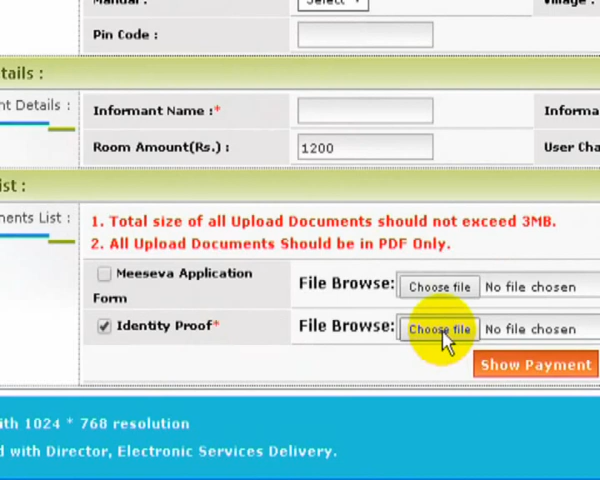 Mandal: Select Village :
Pin Code :
tails :
nt Details :
Informant Name :* Informa
Room Amount(Rs.) : 1200 User Cha
ist :
ments List :
1. Total size of all Upload Documents should not exceed 3MB.
2. All Upload Documents Should be in PDF Only.
Meeseva Application
Form
File Browse: Choose file No file chosen
Identity Proof* File Browse: Choose file No file chosen
Show Payment
ith 1024 * 768 resolution
d with Director, Electronic Services Delivery.